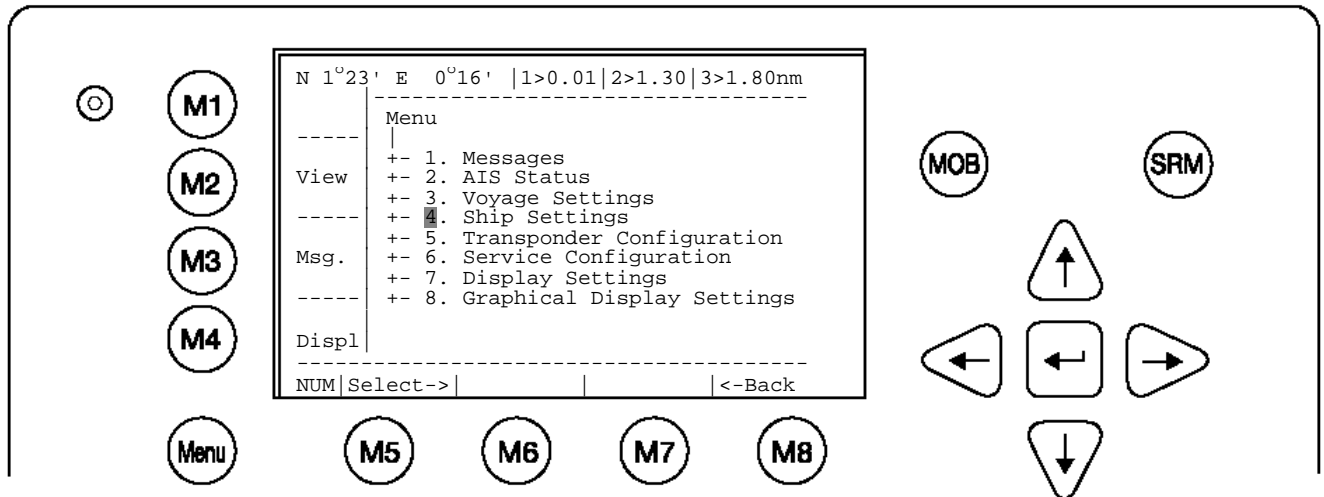 N 1°23' E 0°16' |1>0.01|2>1.30|3>1.80nm
M1
Menu
M2
MOB
SRM
+- 1. Messages
View +- 2. AIS Status
+- 3. Voyage Settings
+- 4. Ship Settings
+- 5. Transponder Configuration
M3
Msg. +- 6. Service Configuration
+- 7. Display Settings
+- 8. Graphical Display Settings
M4
Displ
NUM|Select->| | |<-Back
Menu
M5
M6
M7
M8